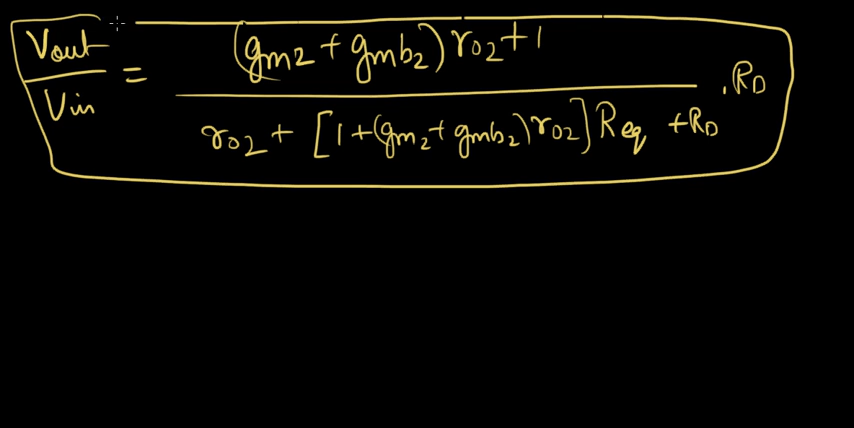 Vout / Vin = (gm2 + gmb2) ro2 + 1 / ro2 + [1 + (gm2 + gmb2) ro2] Req + RD . RD